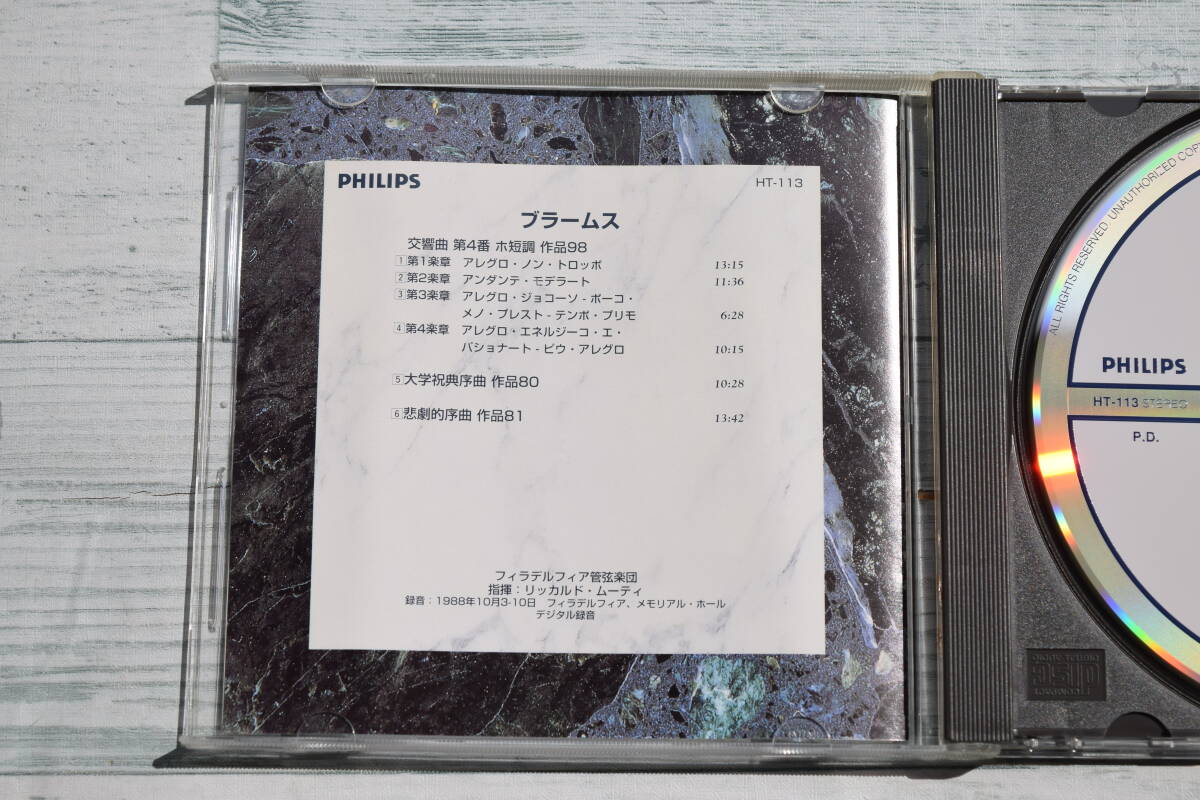 PHILIPS HT-113
ブラームス
交響曲 第4番 ホ短調 作品98
1 第1楽章 アレグロ・ノン・トロッポ 13:15
2 第2楽章 アンダンテ・モデラート 11:36
3 第3楽章 アレグロ・ジョコーソ - ポーコ・
メノ・プレスト - テンポ・プリモ 6:28
4 第4楽章 アレグロ・エネルジーコ・エ・
パショナート - ピウ・アレグロ 10:15
5 大学祝典序曲 作品80 10:28
6 悲劇的序曲 作品81 13:42
フィラデルフィア管弦楽団
指揮：リッカルド・ムーティ
録音：1988年10月3-10日 フィラデルフィア、メモリアル・ホール
デジタル録音
ALL RIGHTS RESERVED. UNAUTHORIZED COPY
PHILIPS
HT-113 STEREO
P.D.